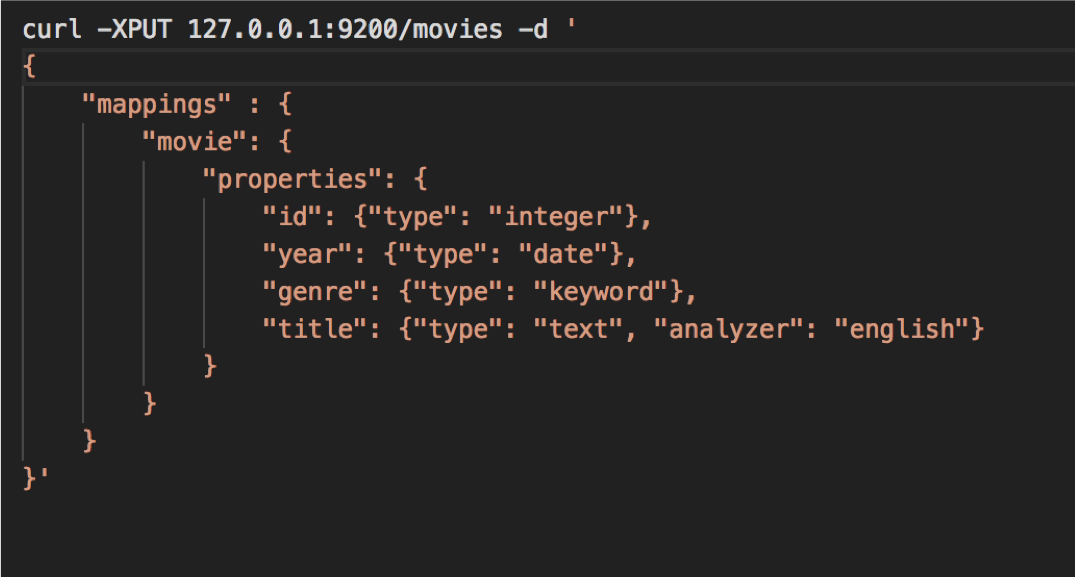 curl -XPUT 127.0.0.1:9200/movies -d '
{
    "mappings" : {
        "movie": {
            "properties": {
                "id": {"type": "integer"},
                "year": {"type": "date"},
                "genre": {"type": "keyword"},
                "title": {"type": "text", "analyzer": "english"}
            }
        }
    }
}'